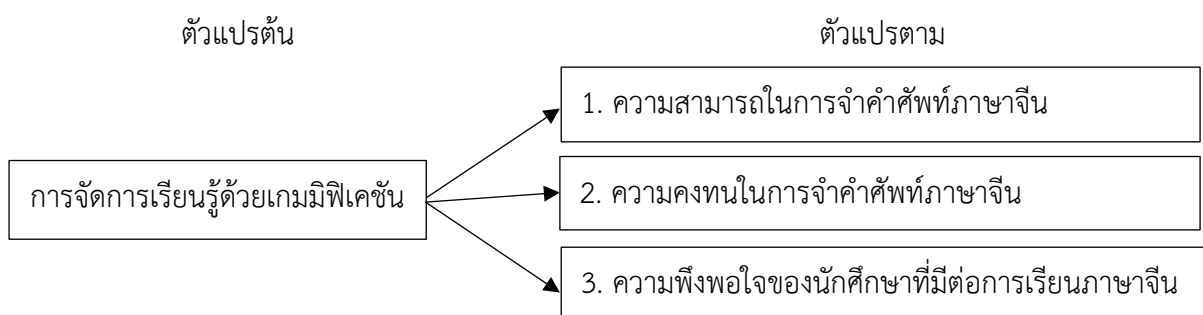 ตัวแปรต้น
ตัวแปรตาม
การจัดการเรียนรู้ด้วยเกมมิฟิเคชัน
1. ความสามารถในการจำคำศัพท์ภาษาจีน
2. ความคงทนในการจำคำศัพท์ภาษาจีน
3. ความพึงพอใจของนักศึกษาที่มีต่อการเรียนภาษาจีน